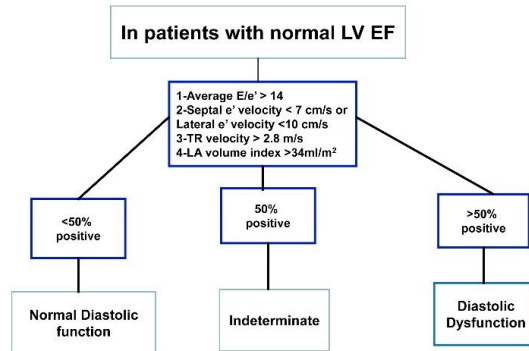 In patients with normal LV EF
1-Average E/e' > 14
2-Septal e' velocity < 7 cm/s or
Lateral e' velocity <10 cm/s
3-TR velocity > 2.8 m/s
4-LA volume index >34ml/m²
<50%
positive
50%
positive
>50%
positive
Normal Diastolic
function
Indeterminate
Diastolic
Dysfunction